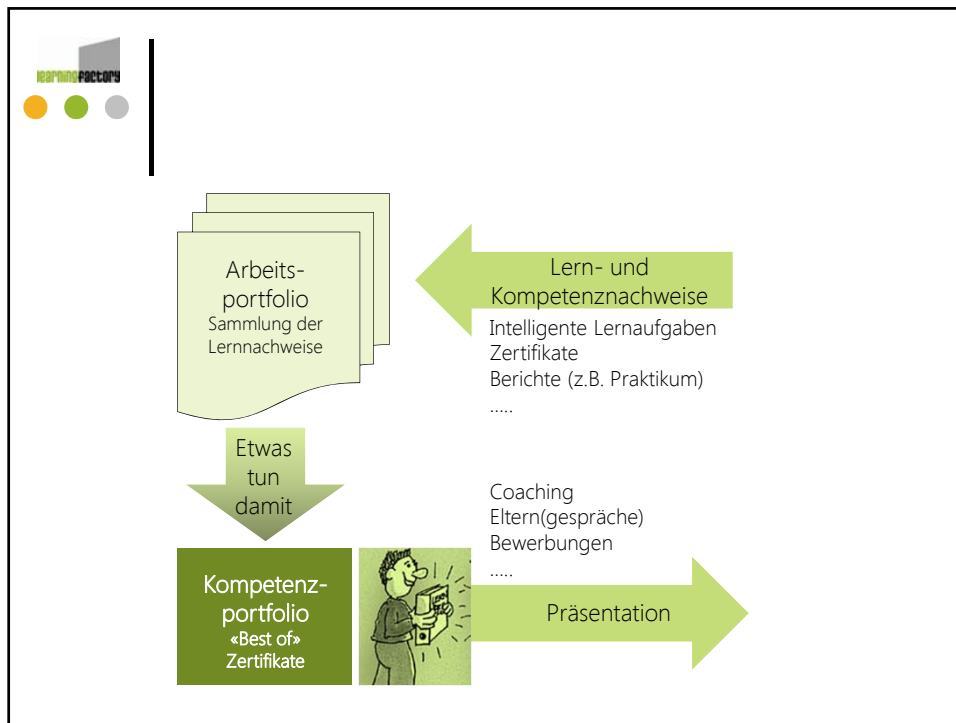 learningfactory
Arbeits-
portfolio
Sammlung der
Lernnachweise
Lern- und
Kompetenznachweise
Intelligente Lernaufgaben
Zertifikate
Berichte (z.B. Praktikum)
.....
Etwas
tun
damit
Coaching
Eltern(gespräche)
Bewerbungen
.....
Kompetenz-
portfolio
«Best of»
Zertifikate
LERN
Präsentation